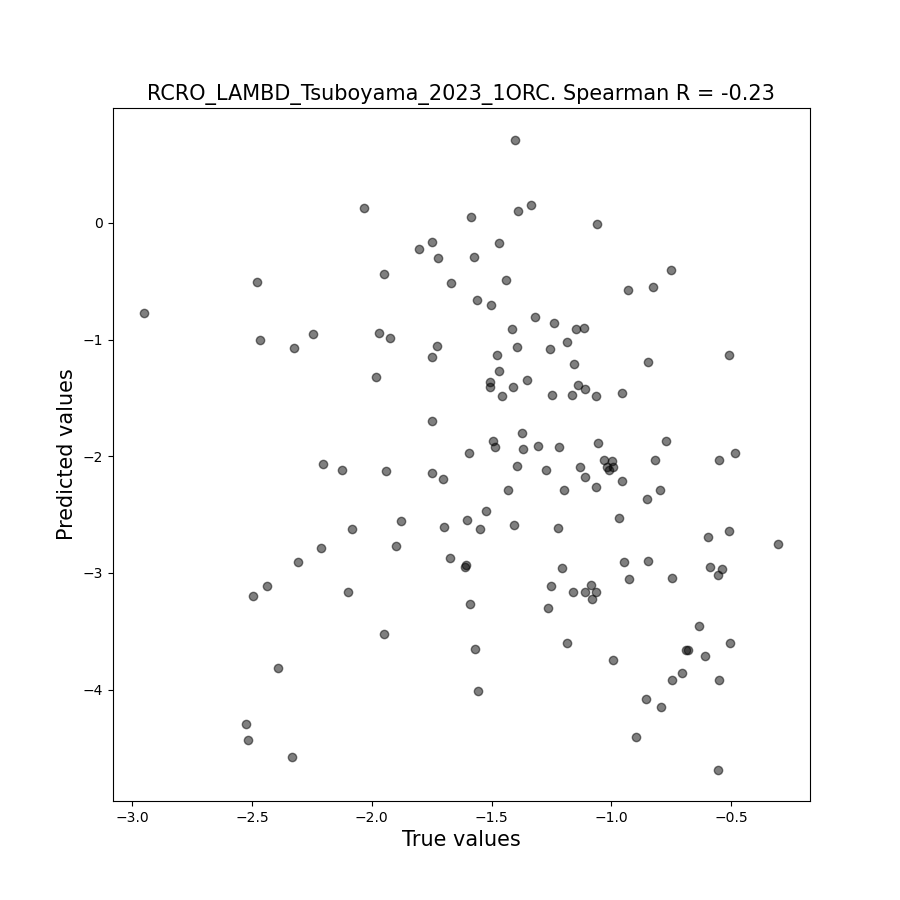 RCRO_LAMBD_Tsuboyama_2023_1ORC. Spearman R = -0.23
0
−1
−2
−3
−4
Predicted values
−3.0 −2.5 −2.0 −1.5 −1.0 −0.5
True values